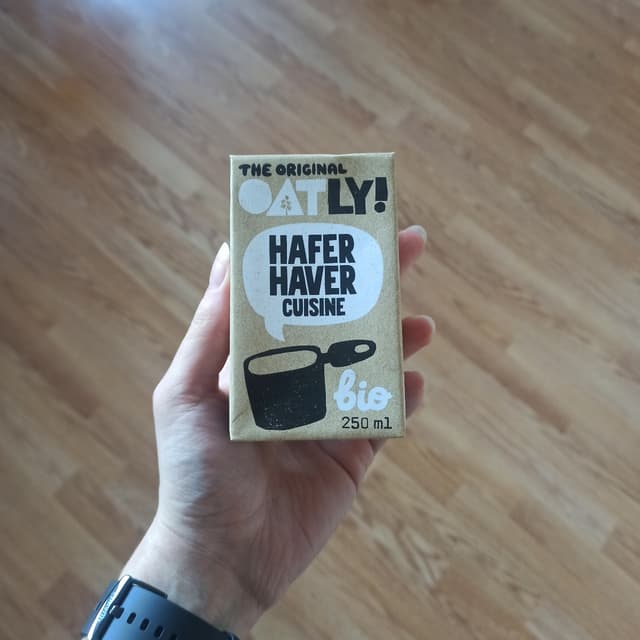 THE ORIGINAL
OATLY!
HAFER
HAVER
CUISINE
bio
250 ml